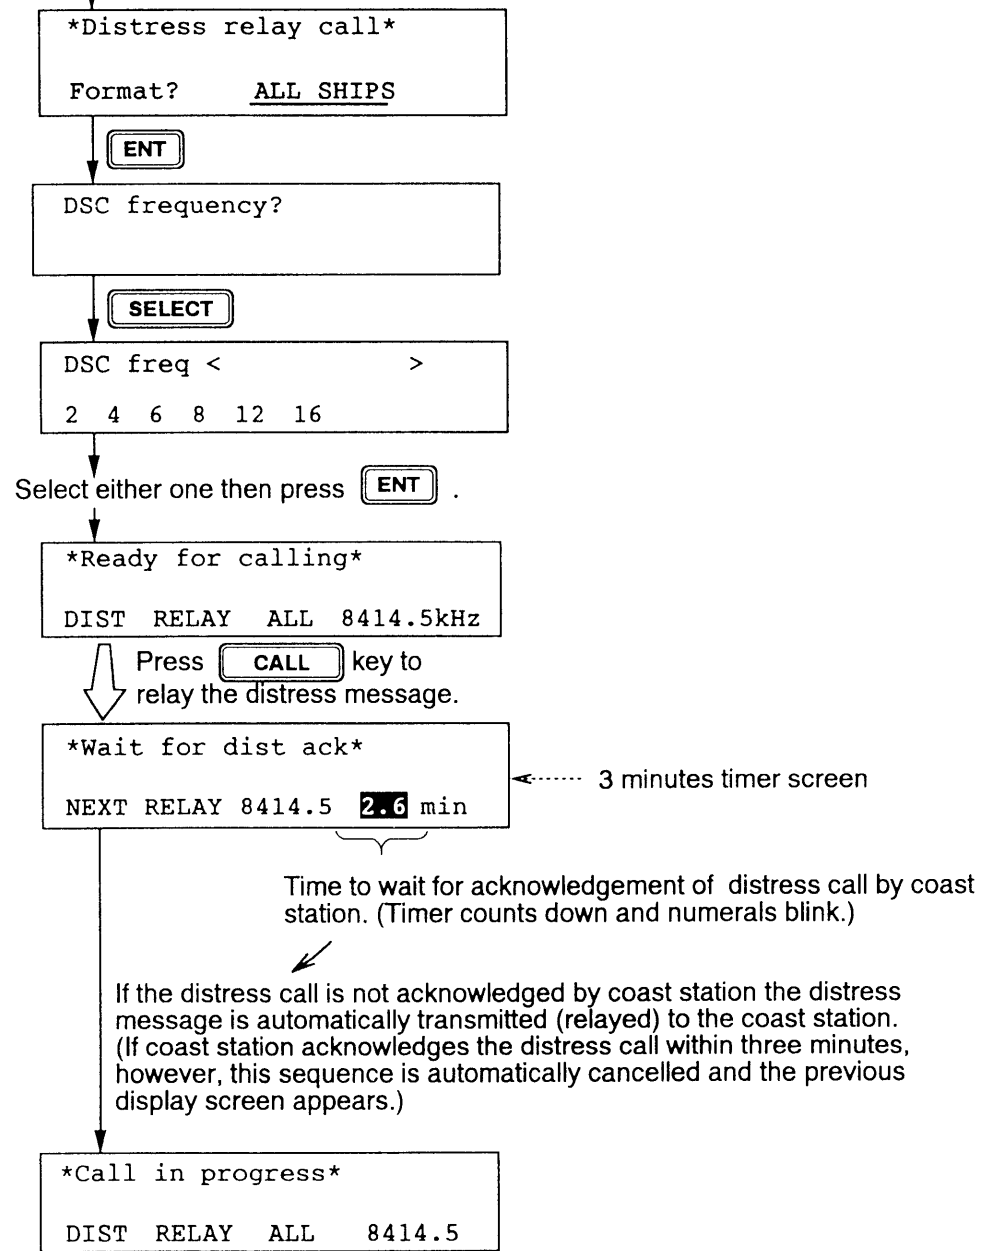 *Distress relay call*
Format? ALL SHIPS
ENT
DSC frequency?
SELECT
DSC freq < >
2 4 6 8 12 16
Select either one then press ENT .
*Ready for calling*
DIST RELAY ALL 8414.5kHz
Press CALL key to
relay the distress message.
*Wait for dist ack*
NEXT RELAY 8414.5 2.6 min
3 minutes timer screen
Time to wait for acknowledgement of distress call by coast
station. (Timer counts down and numerals blink.)
If the distress call is not acknowledged by coast station the distress
message is automatically transmitted (relayed) to the coast station.
(If coast station acknowledges the distress call within three minutes,
however, this sequence is automatically cancelled and the previous
display screen appears.)
*Call in progress*
DIST RELAY ALL 8414.5